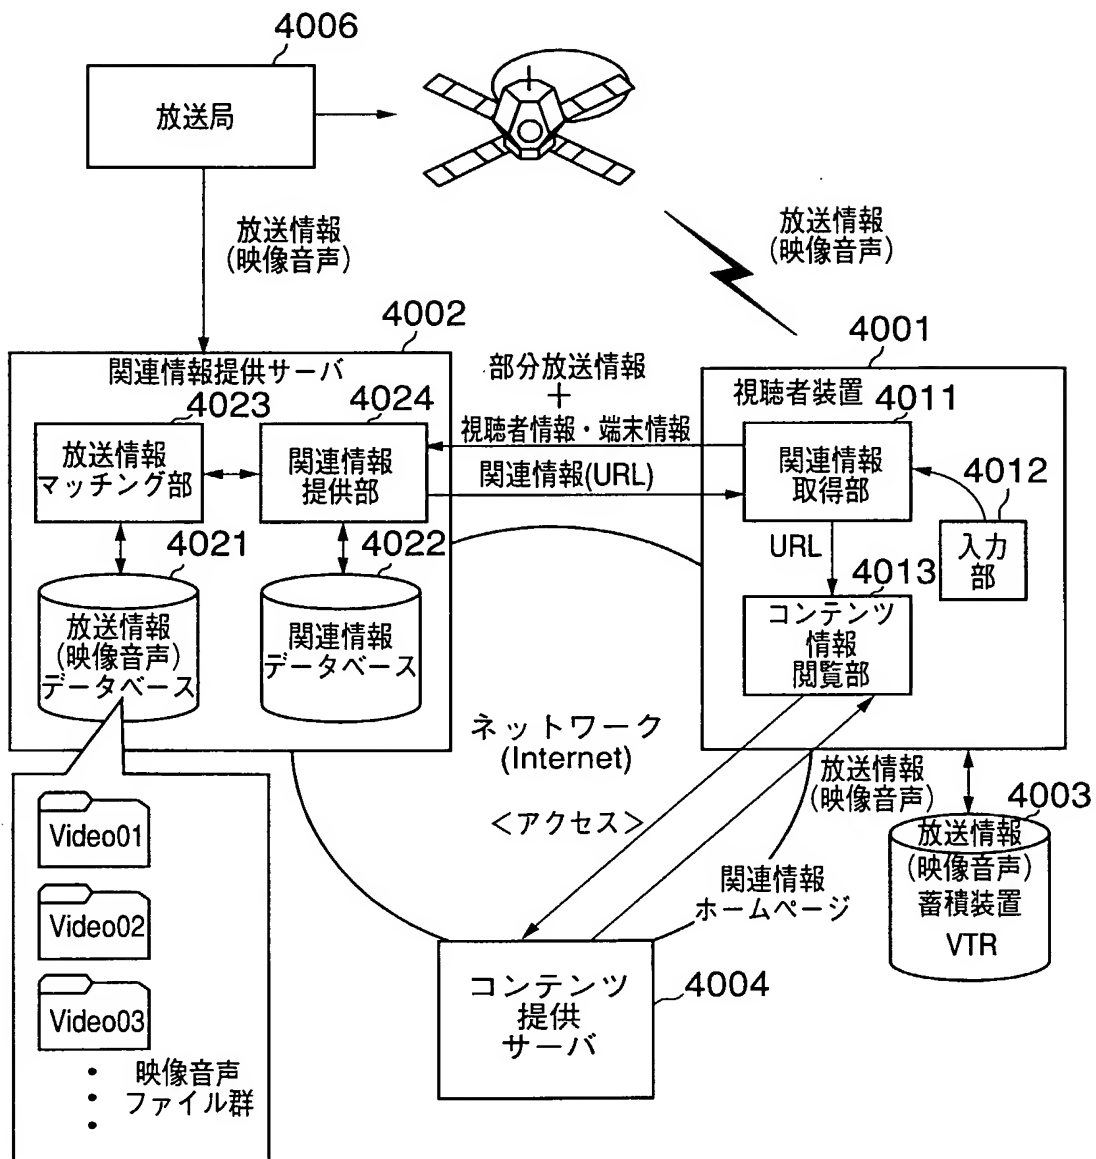 4006
放送局
放送情報
(映像音声)
放送情報
(映像音声)
4002
関連情報提供サーバ
4023
放送情報
マッチング部
4024
関連情報
提供部
4021
放送情報
(映像音声)
データベース
4022
関連情報
データベース
部分放送情報
+
視聴者情報・端末情報
関連情報(URL)
4001
視聴者装置
4011
関連情報
取得部
4012
入力
部
URL
4013
コンテンツ
情報
閲覧部
ネットワーク
(Internet)
<アクセス>
放送情報
(映像音声)
4003
放送情報
(映像音声)
蓄積装置
VTR
関連情報
ホームページ
コンテンツ
提供
サーバ
4004
Video01
Video02
Video03
映像音声
ファイル群